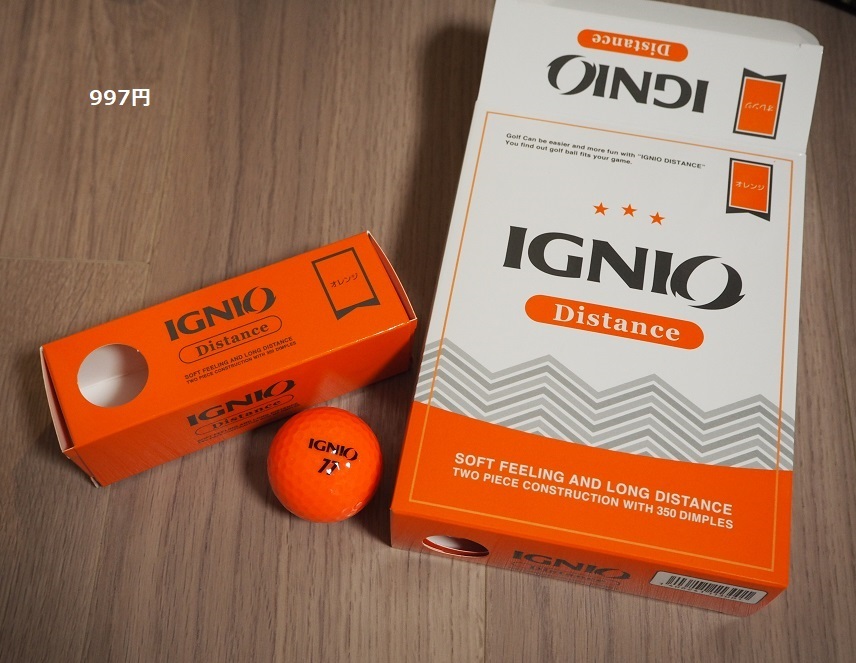 997円
Distance
IGNIO
オレンジ
Golf Can be easier and more fun with "IGNIO DISTANCE"
You find out golf ball fits your game.
オレンジ
IGNIO
Distance
SOFT FEELING AND LONG DISTANCE
TWO PIECE CONSTRUCTION WITH 350 DIMPLES
IGNIO
IGNIO
Distance
オレンジ
SOFT FEELING AND LONG DISTANCE
TWO PIECE CONSTRUCTION WITH 350 DIMPLES
IGNIO
Distance
IGNIO